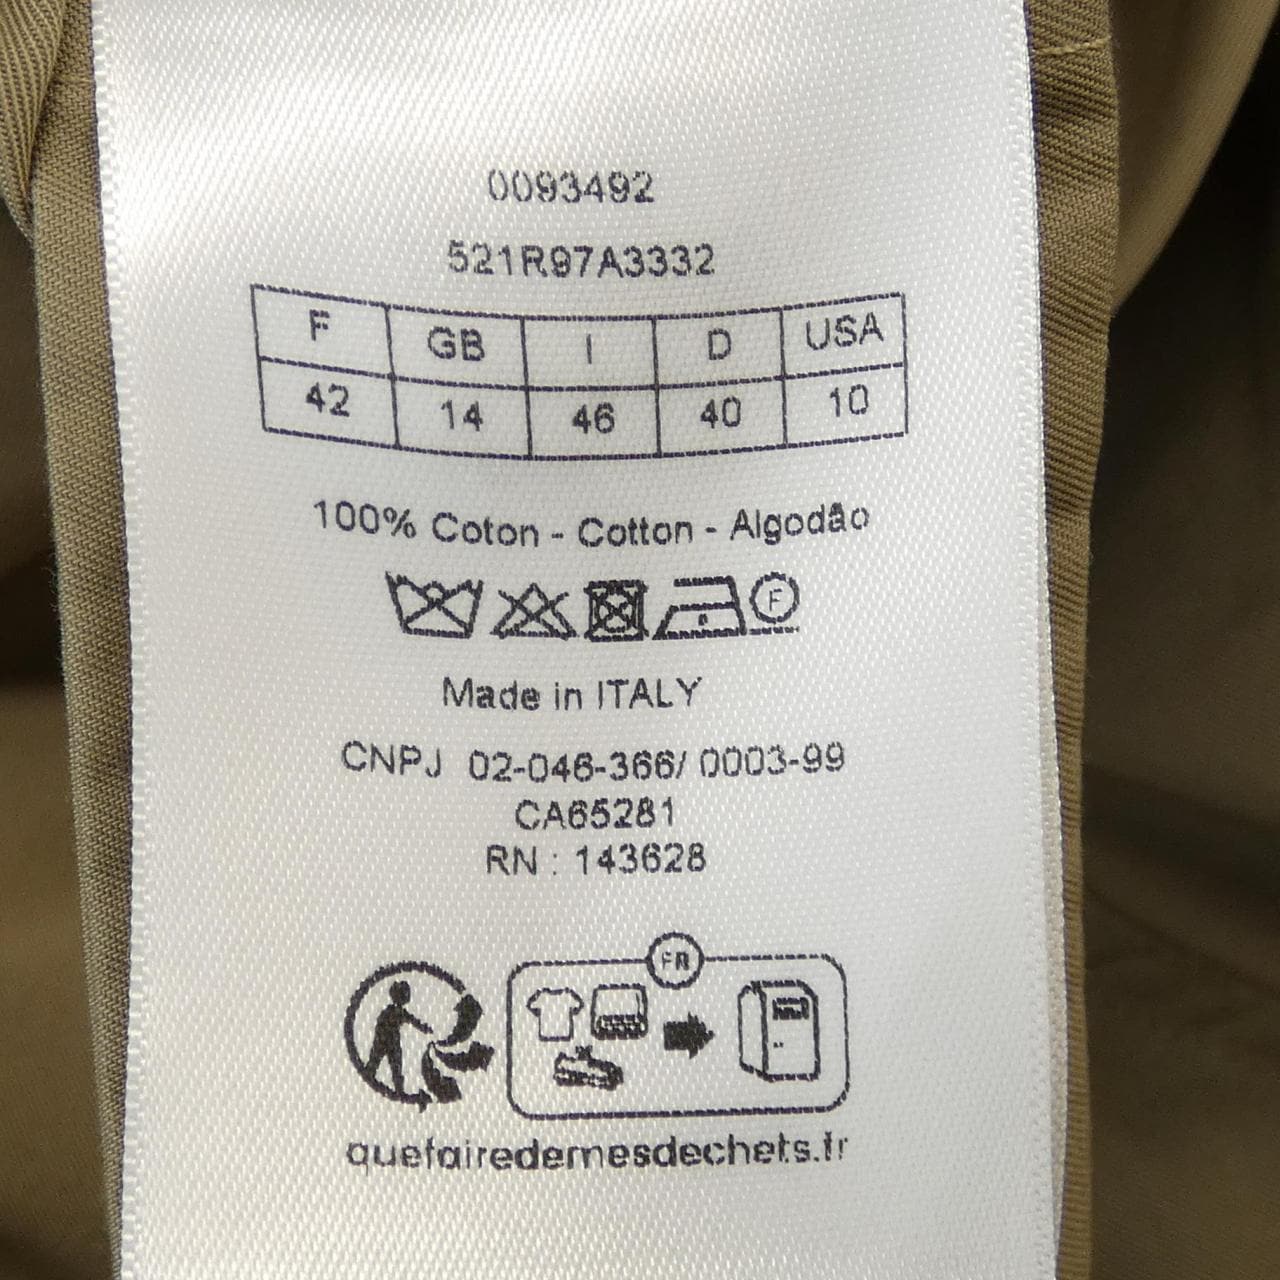 0093492
521R97A3332
F GB I D USA
42 14 46 40 10
100% Coton - Cotton - Algodão
F
Made in ITALY
CNPJ 02-046-366/ 0003-99
CA65281
RN : 143628
FR
quefairedemesdechets.fr